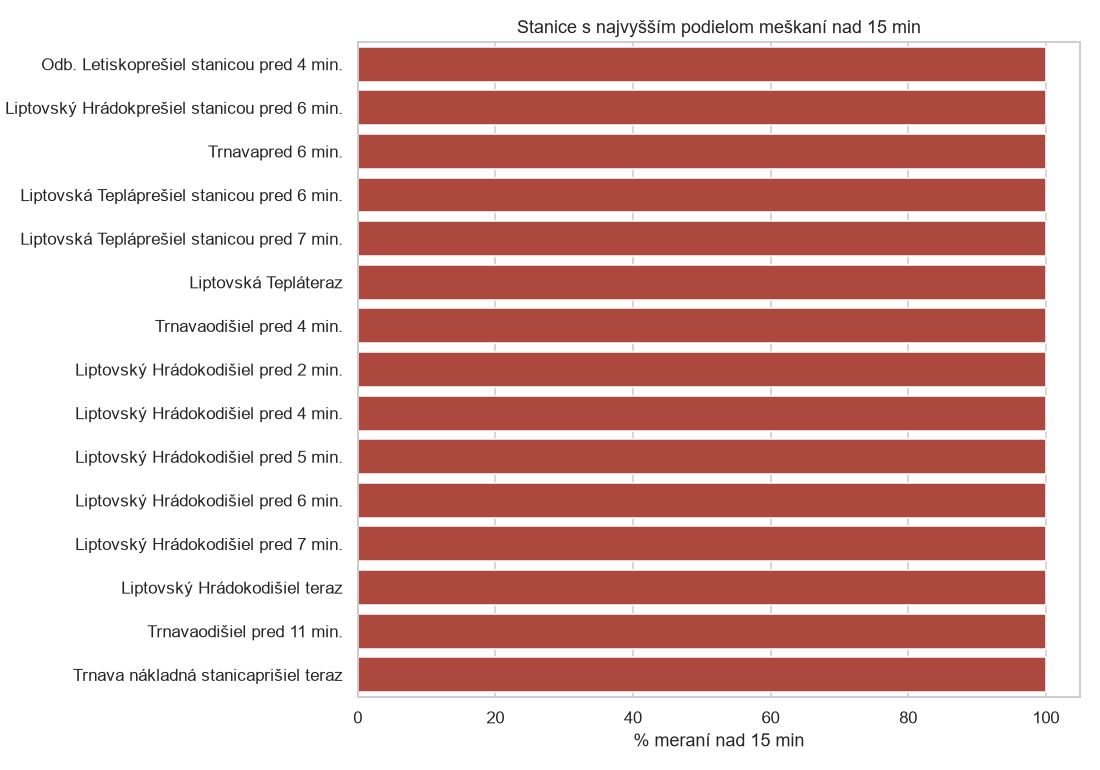 Stanice s najvyšším podielom meškaní nad 15 min
Odb. Letiskoprešiel stanicou pred 4 min.
Liptovský Hrádokprešiel stanicou pred 6 min.
Trnavapred 6 min.
Liptovská Tepláprešiel stanicou pred 6 min.
Liptovská Tepláprešiel stanicou pred 7 min.
Liptovská Tepláteraz
Trnavaodišiel pred 4 min.
Liptovský Hrádokodišiel pred 2 min.
Liptovský Hrádokodišiel pred 4 min.
Liptovský Hrádokodišiel pred 5 min.
Liptovský Hrádokodišiel pred 6 min.
Liptovský Hrádokodišiel pred 7 min.
Liptovský Hrádokodišiel teraz
Trnavaodišiel pred 11 min.
Trnava nákladná stanicaprišiel teraz
0 20 40 60 80 100
% meraní nad 15 min